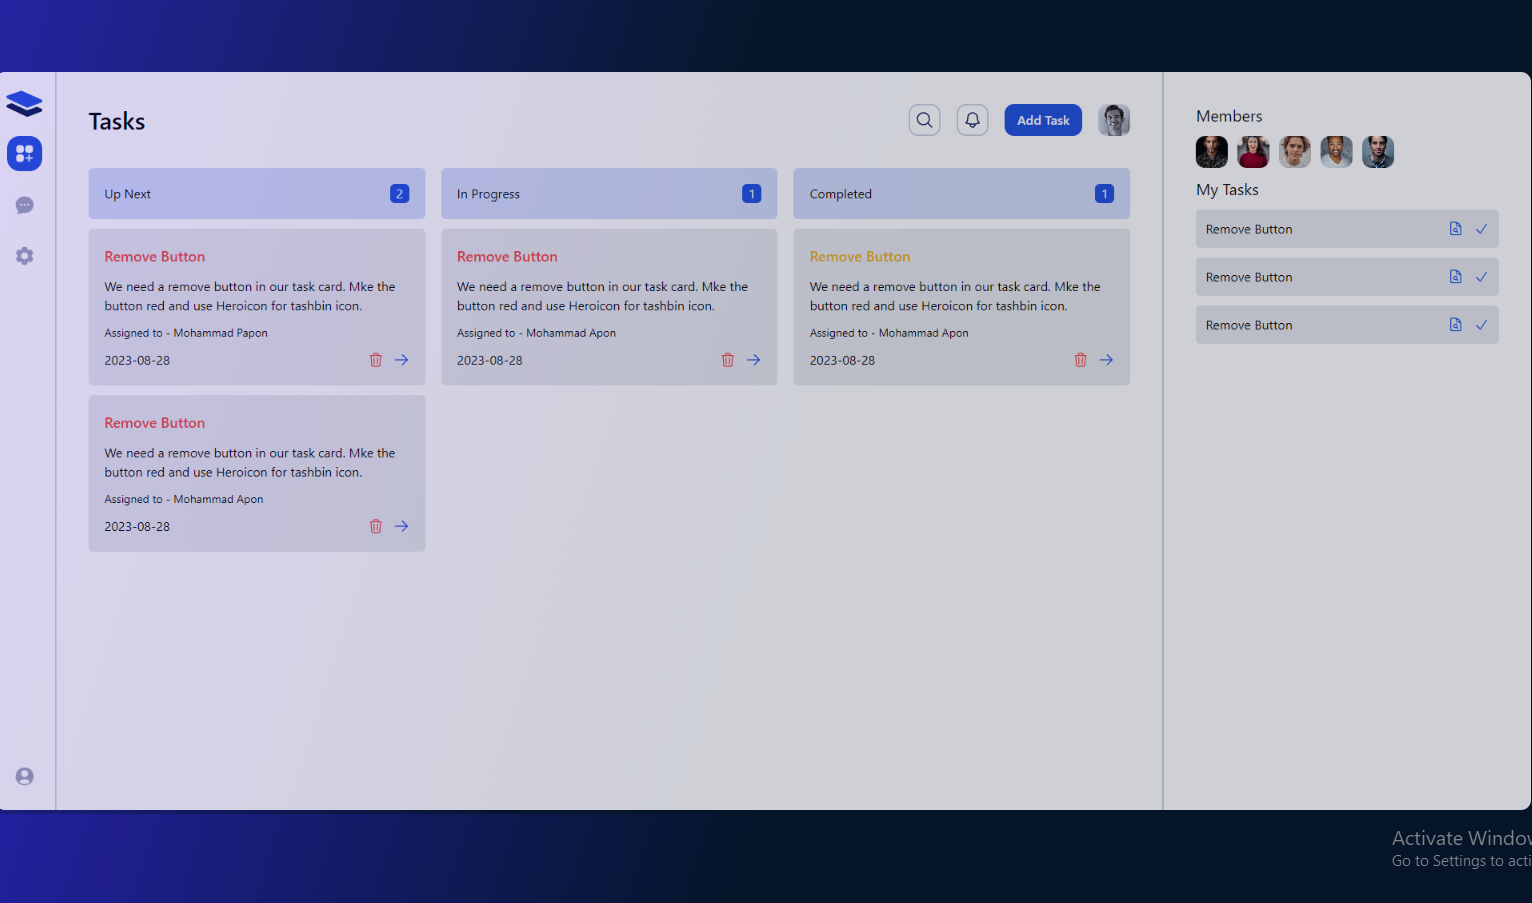 Tasks
Add Task
Up Next
2
Remove Button
We need a remove button in our task card. Mke the
button red and use Heroicon for tashbin icon.
Assigned to - Mohammad Papon
2023-08-28
Remove Button
We need a remove button in our task card. Mke the
button red and use Heroicon for tashbin icon.
Assigned to - Mohammad Apon
2023-08-28
In Progress
1
Remove Button
We need a remove button in our task card. Mke the
button red and use Heroicon for tashbin icon.
Assigned to - Mohammad Apon
2023-08-28
Completed
1
Remove Button
We need a remove button in our task card. Mke the
button red and use Heroicon for tashbin icon.
Assigned to - Mohammad Apon
2023-08-28
Members
My Tasks
Remove Button
Remove Button
Remove Button
Activate Window
Go to Settings to acti